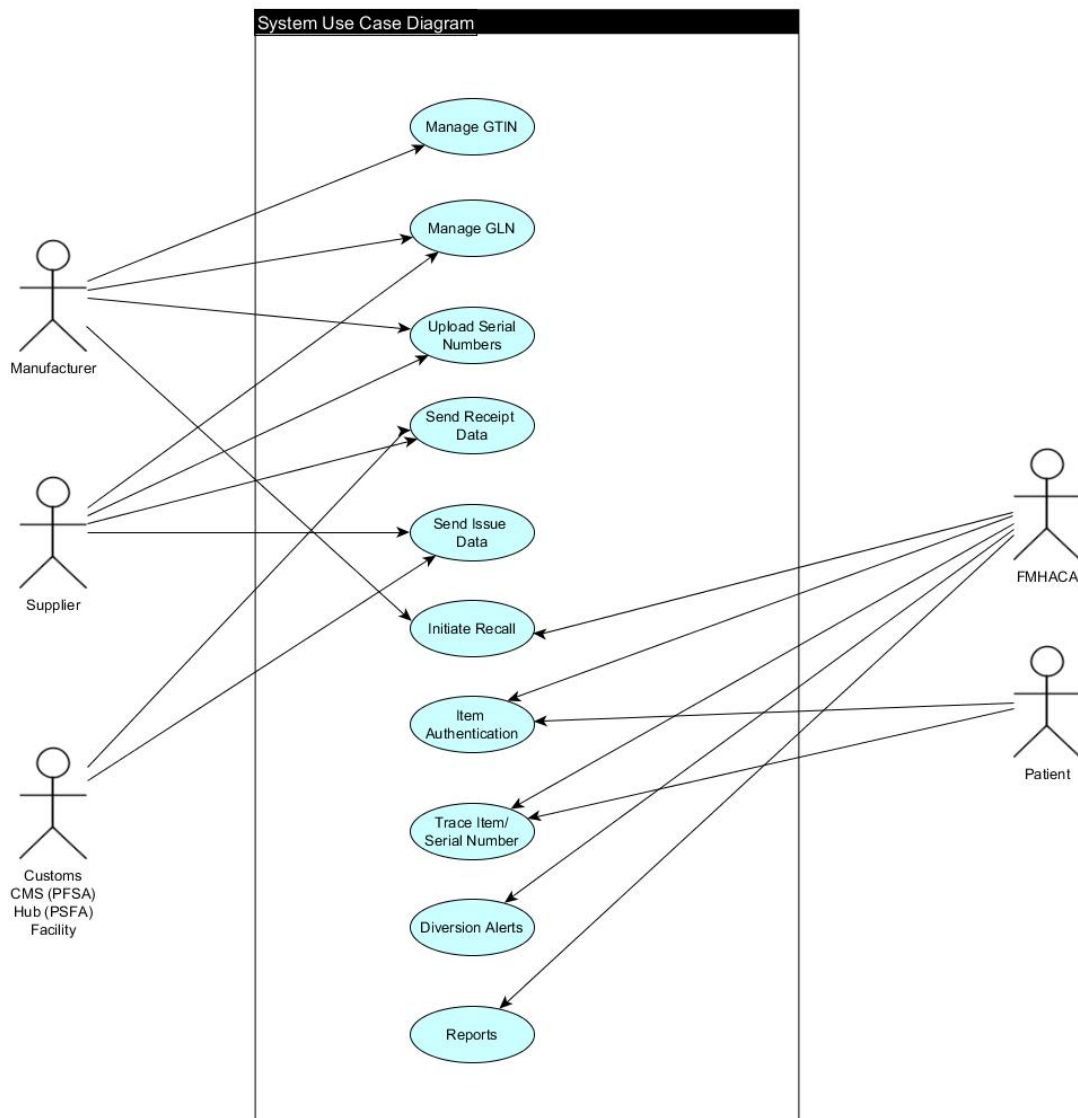 System Use Case Diagram
Manage GTIN
Manage GLN
Upload Serial
Numbers
Send Receipt
Data
Send Issue
Data
Initiate Recall
Item
Authentication
Trace Item/
Serial Number
Diversion Alerts
Reports
Manufacturer
Supplier
Customs
CMS (PFSA)
Hub (PSFA)
Facility
FMHACA
Patient